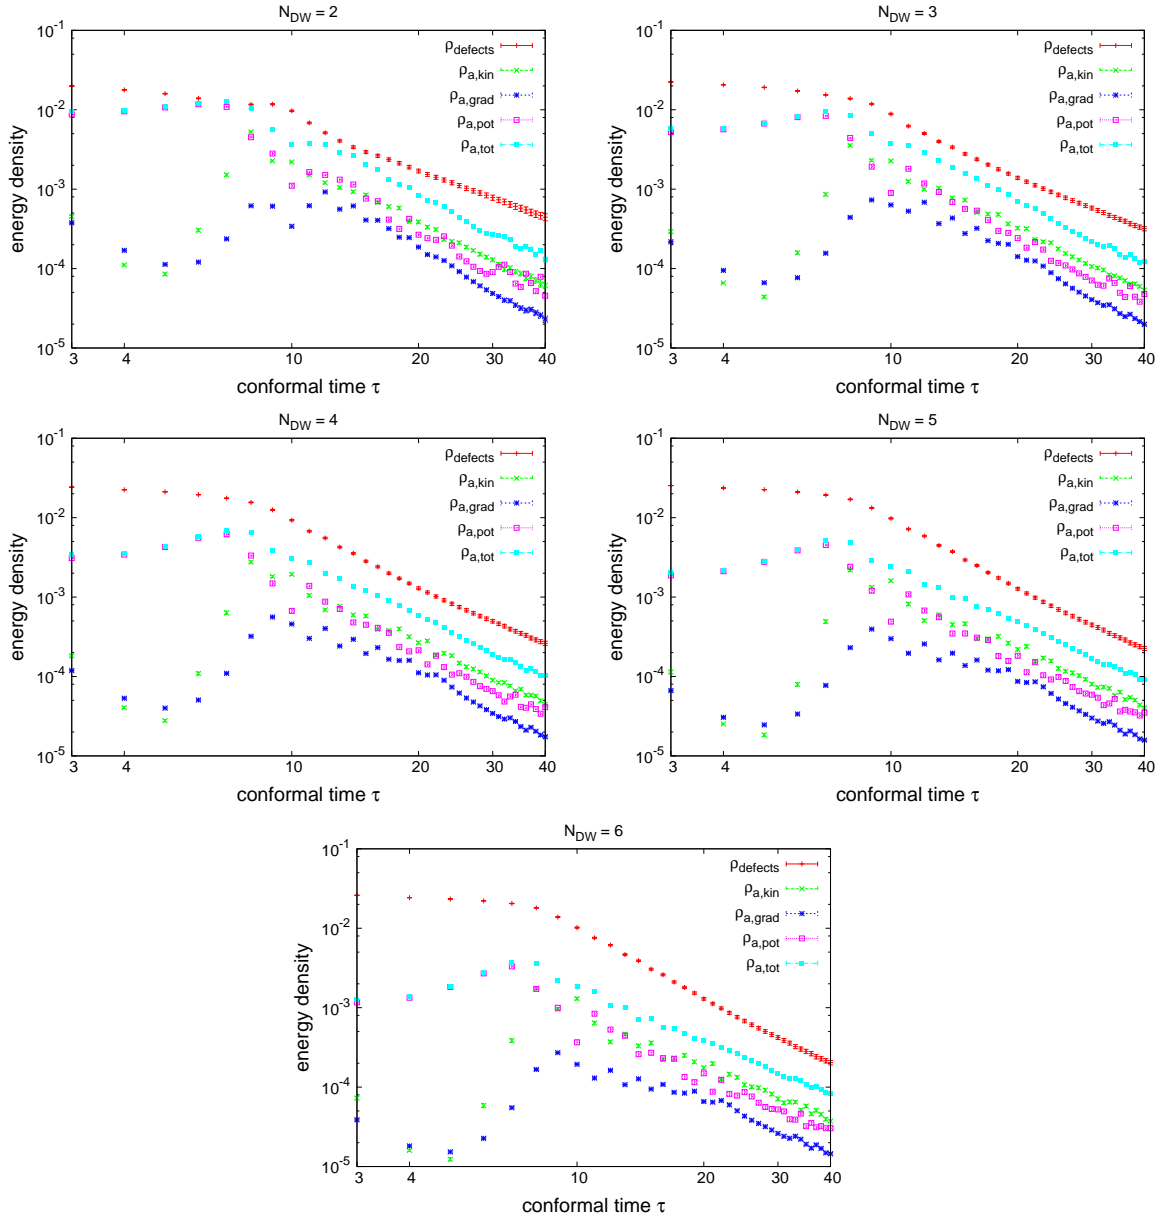 N_DW = 2
10^-1
10^-2
10^-3
10^-4
10^-5
energy density
3 4 10 20 30 40
conformal time τ
ρ_defects
ρ_a,kin
ρ_a,grad
ρ_a,pot
ρ_a,tot
N_DW = 3
10^-1
10^-2
10^-3
10^-4
10^-5
energy density
3 4 10 20 30 40
conformal time τ
ρ_defects
ρ_a,kin
ρ_a,grad
ρ_a,pot
ρ_a,tot
N_DW = 4
10^-1
10^-2
10^-3
10^-4
10^-5
energy density
3 4 10 20 30 40
conformal time τ
ρ_defects
ρ_a,kin
ρ_a,grad
ρ_a,pot
ρ_a,tot
N_DW = 5
10^-1
10^-2
10^-3
10^-4
10^-5
energy density
3 4 10 20 30 40
conformal time τ
ρ_defects
ρ_a,kin
ρ_a,grad
ρ_a,pot
ρ_a,tot
N_DW = 6
10^-1
10^-2
10^-3
10^-4
10^-5
energy density
3 4 10 20 30 40
conformal time τ
ρ_defects
ρ_a,kin
ρ_a,grad
ρ_a,pot
ρ_a,tot